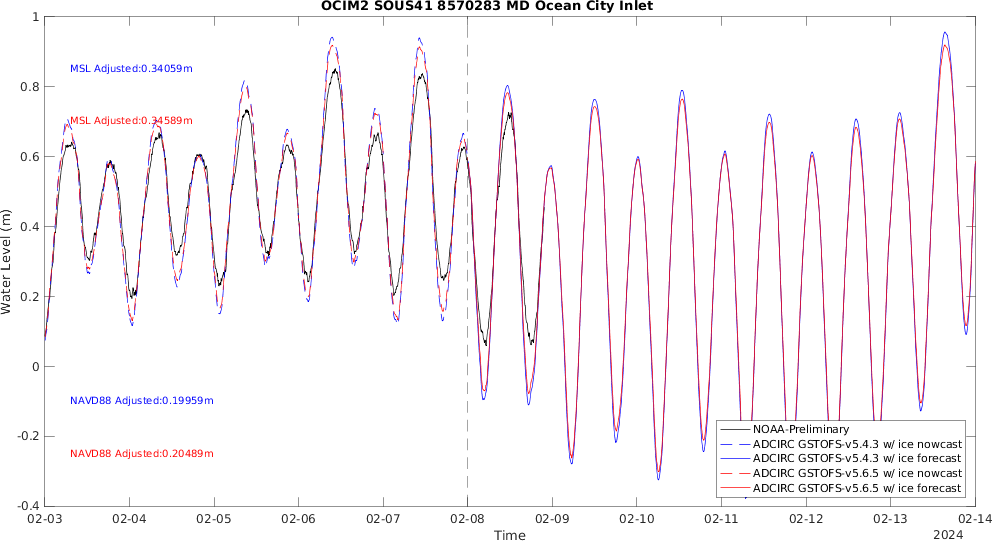 OCIM2 SOUS41 8570283 MD Ocean City Inlet
1
0.8
0.6
0.4
0.2
0
-0.2
-0.4
Water Level (m)
MSL Adjusted:0.34059m
MSL Adjusted:0.34589m
NAVD88 Adjusted:0.19959m
NAVD88 Adjusted:0.20489m
NOAA-Preliminary
ADCIRC GSTOFS-v5.4.3 w/ ice nowcast
ADCIRC GSTOFS-v5.4.3 w/ ice forecast
ADCIRC GSTOFS-v5.6.5 w/ ice nowcast
ADCIRC GSTOFS-v5.6.5 w/ ice forecast
02-03 02-04 02-05 02-06 02-07 02-08 02-09 02-10 02-11 02-12 02-13 02-14
Time
2024